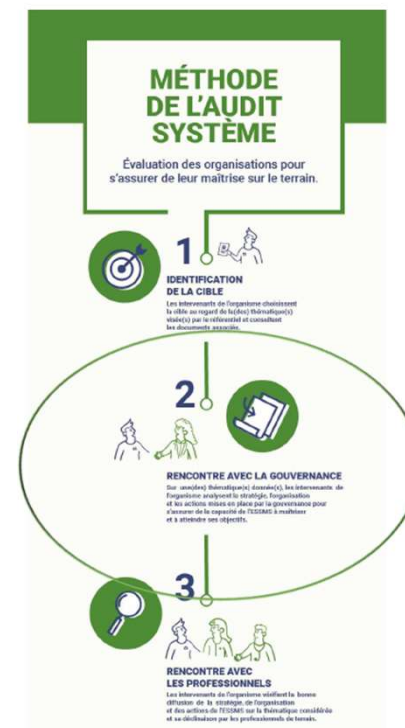 MÉTHODE
DE L'AUDIT
SYSTÈME
Évaluation des organisations pour
s'assurer de leur maîtrise sur le terrain.
1
IDENTIFICATION
DE LA CIBLE
Les intervenants de l'organisme choisissent
la cible au regard de la(des) thématique(s)
visée(s) par le référentiel et consultent
les documents associés.
2
RENCONTRE AVEC LA GOUVERNANCE
Sur une(des) thématique(s) donnée(s), les intervenants de
l'organisme analysent la stratégie, l'organisation
et les actions mises en place par la gouvernance pour
s'assurer de la capacité de l'ESSMS à maîtriser
et à atteindre ses objectifs.
3
RENCONTRE AVEC
LES PROFESSIONNELS
Les intervenants de l'organisme vérifient la bonne
diffusion de la stratégie, de l'organisation
et des actions de l'ESSMS sur la thématique considérée
et sa déclinaison par les professionnels de terrain.